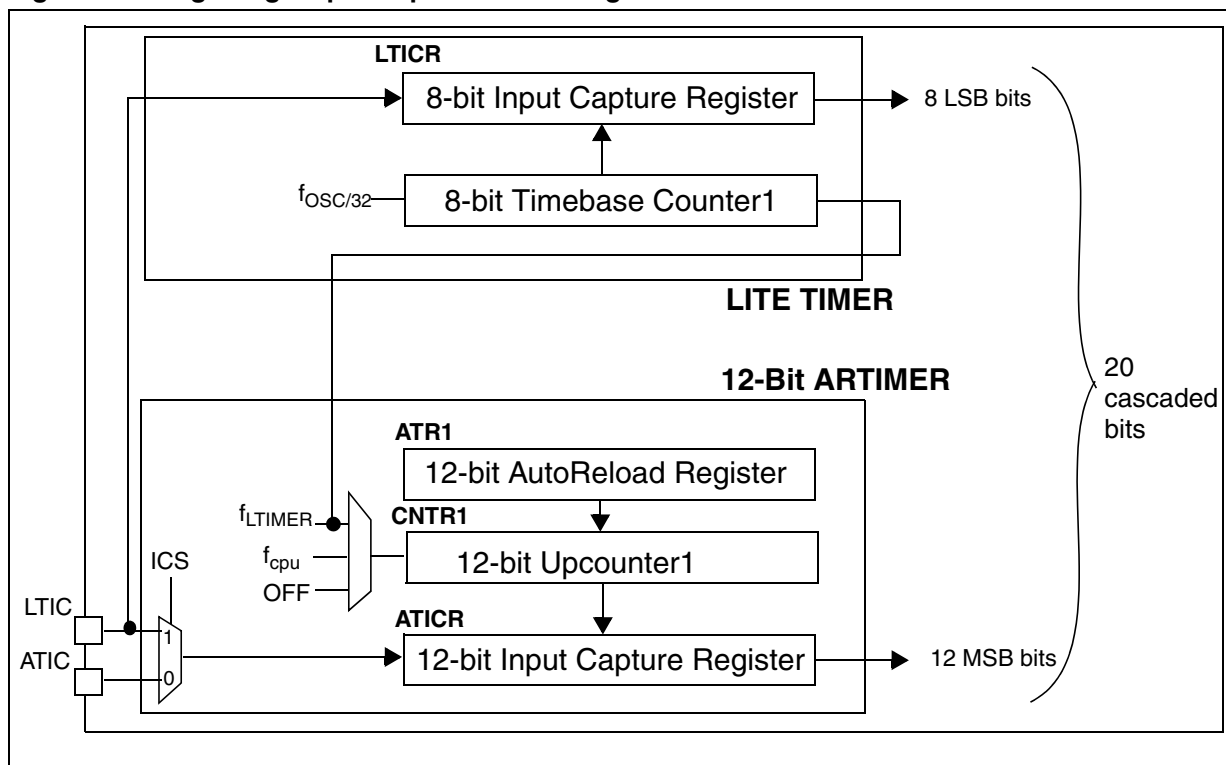 LTICR
8-bit Input Capture Register
8 LSB bits
fOSC/32
8-bit Timebase Counter1
LITE TIMER
12-Bit ARTIMER
20
cascaded
bits
ATR1
12-bit AutoReload Register
fLTIMER
CNTR1
fcpu
12-bit Upcounter1
ICS
OFF
LTIC
1
ATICR
ATIC
12-bit Input Capture Register
12 MSB bits
0